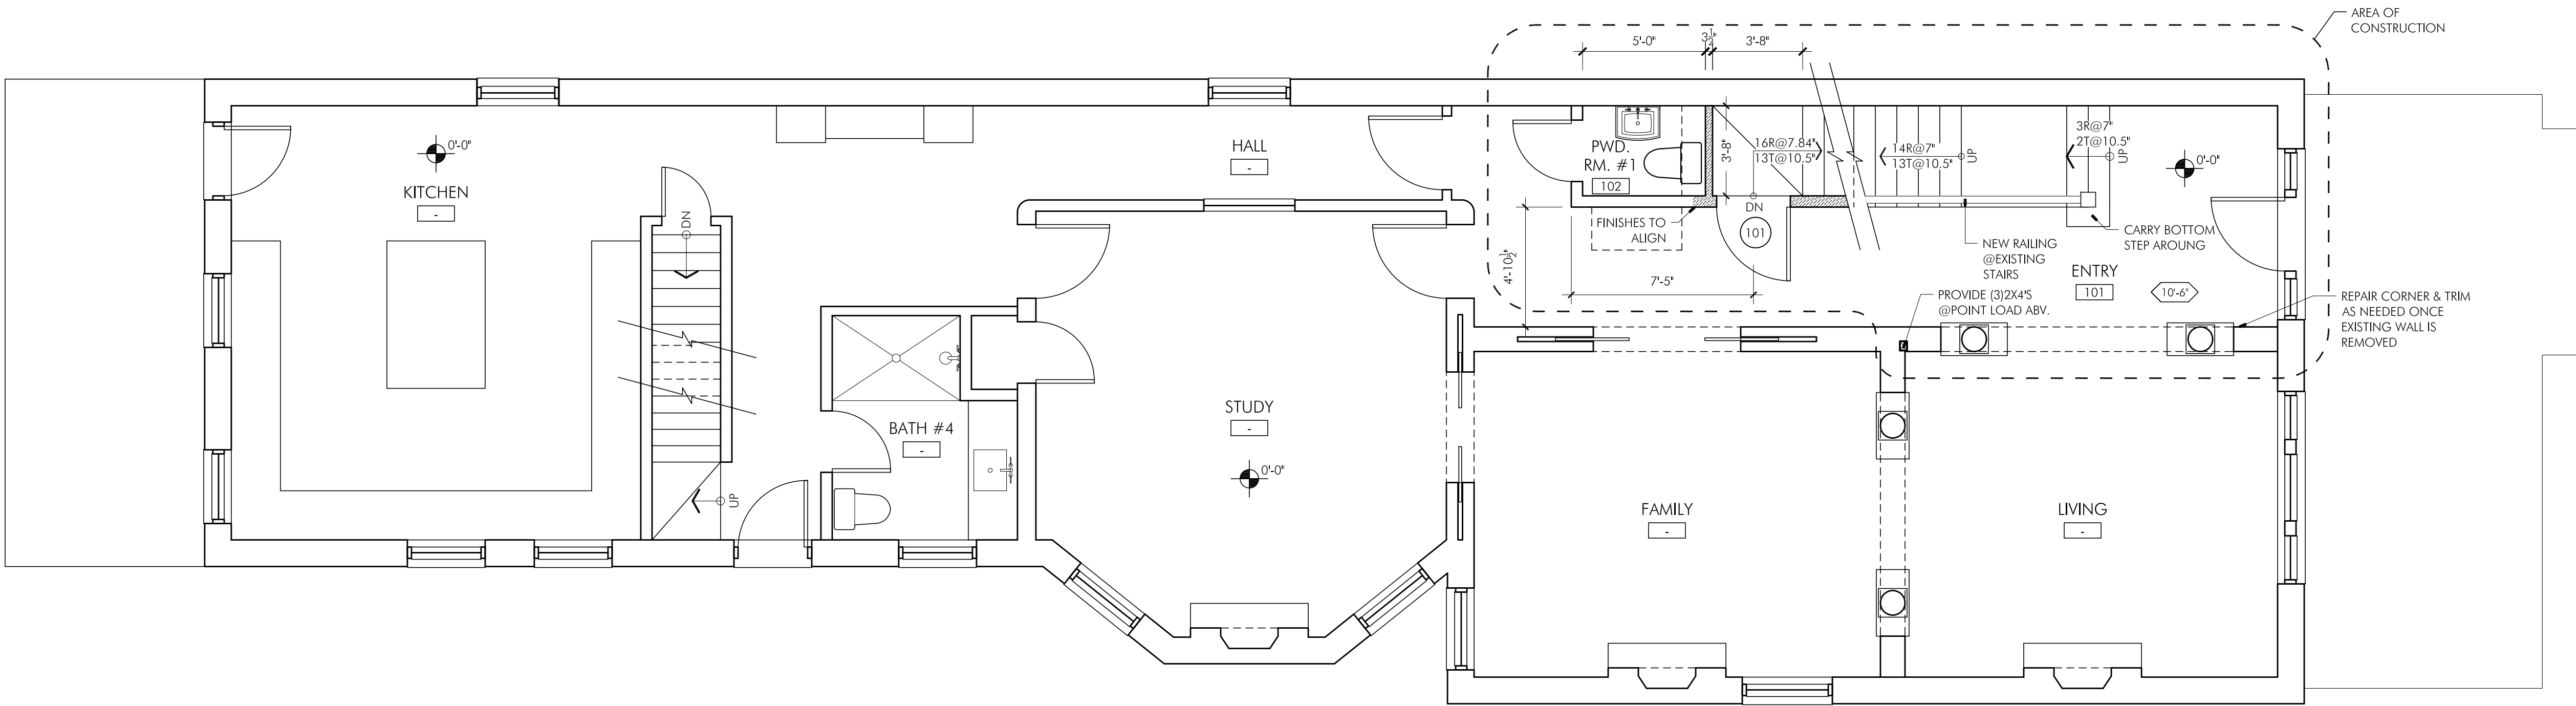 AREA OF
CONSTRUCTION
5'-0"
3 1/2"
3'-8"
0'-0"
KITCHEN
-
DN
UP
HALL
-
PWD.
RM. #1
102
3'-8"
16R@7.84"
13T@10.5"
14R@7"
13T@10.5"
UP
3R@7"
2T@10.5"
UP
0'-0"
FINISHES TO
ALIGN
DN
101
4'-10 1/2"
7'-5"
NEW RAILING
@EXISTING
STAIRS
CARRY BOTTOM
STEP AROUNG
ENTRY
101
10'-6"
PROVIDE (3)2X4'S
@POINT LOAD ABV.
REPAIR CORNER & TRIM
AS NEEDED ONCE
EXISTING WALL IS
REMOVED
BATH #4
-
STUDY
-
0'-0"
FAMILY
-
LIVING
-